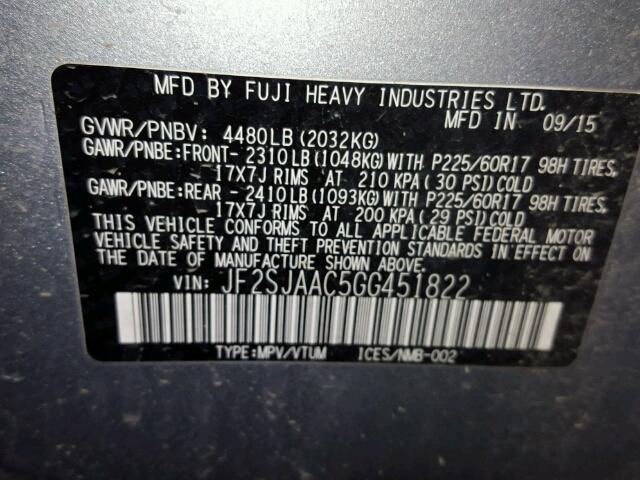 MFD BY FUJI HEAVY INDUSTRIES LTD.
MFD IN 09/15
GVWR/PNBV: 4480LB(2032KG)
GAWR/PNBE:FRONT- 2310LB(1048KG)WITH P225/60R17 98H TIRES,
17X7J RIMS AT 210 KPA( 30 PSI)COLD
GAWR/PNBE:REAR - 2410LB(1093KG)WITH P225/60R17 98H TIRES,
17X7J RIMS AT 200 KPA( 29 PSI)COLD
THIS VEHICLE CONFORMS TO ALL APPLICABLE FEDERAL MOTOR
VEHICLE SAFETY AND THEFT PREVENTION STANDARDS IN EFFECT ON
DATE OF MANUFACTURE SHOWN ABOVE.
VIN: JF2SJAAC5GG451822
TYPE:MPV/VTUM ICES/NMB-002